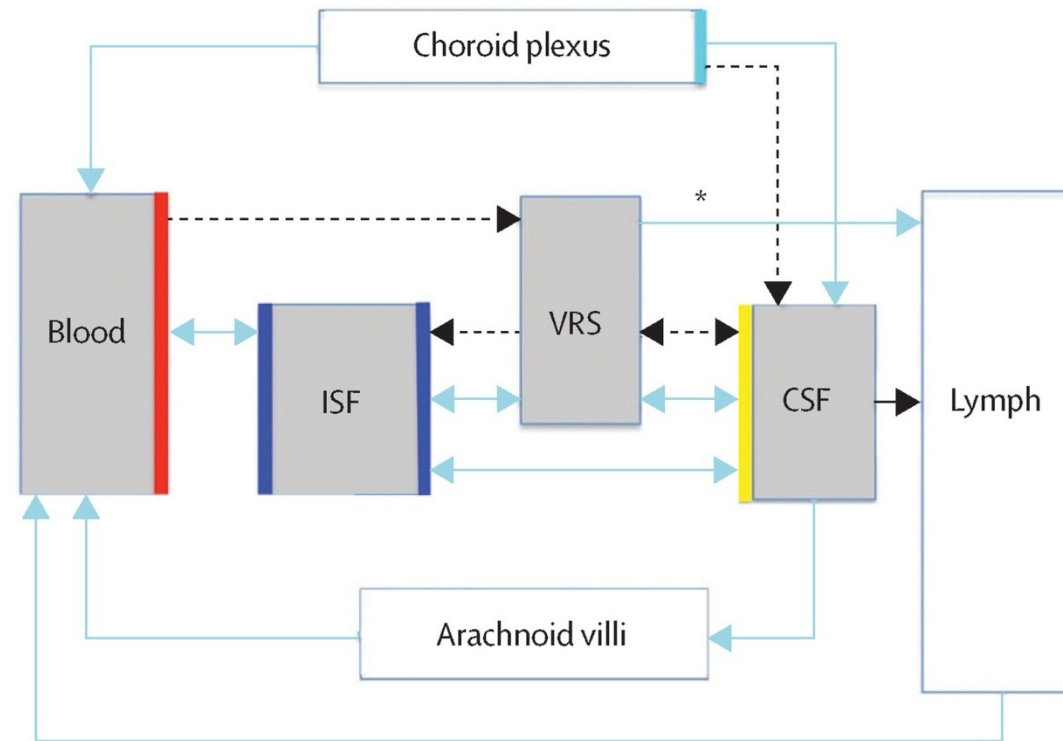 Choroid plexus
*
Blood
VRS
ISF
CSF
Lymph
Arachnoid villi